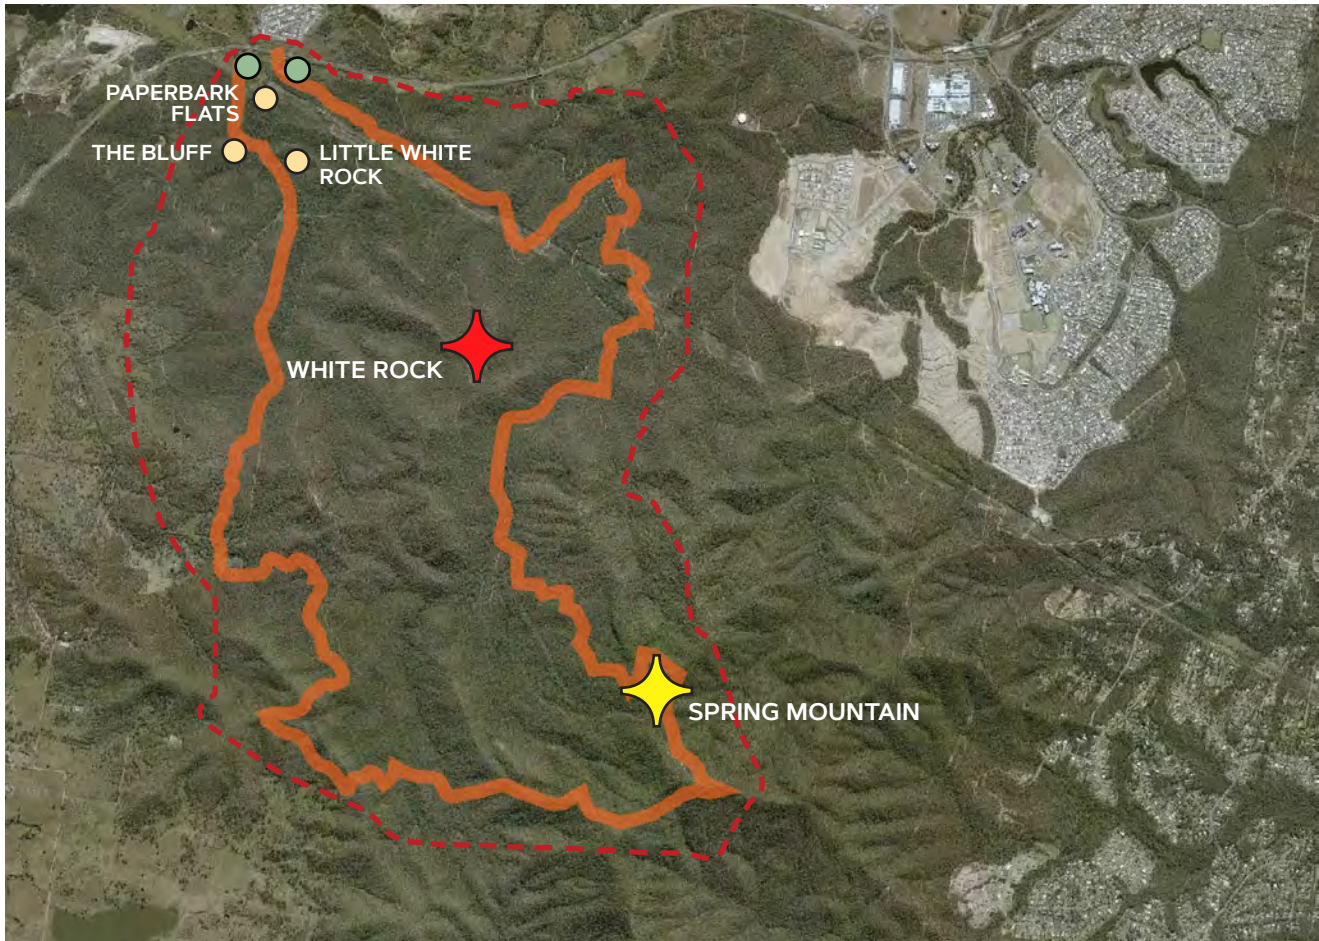 PAPERBARK
FLATS
THE BLUFF
LITTLE WHITE
ROCK
WHITE ROCK
SPRING MOUNTAIN